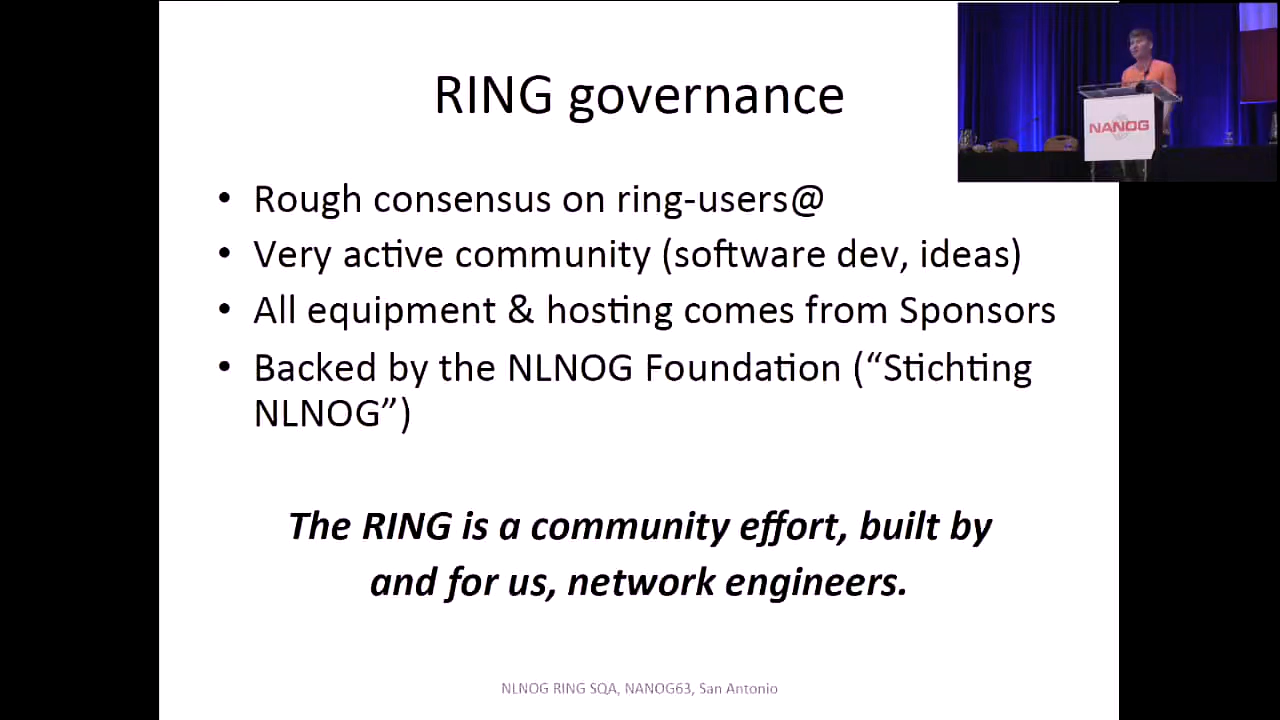 RING governance
NANOG
• Rough consensus on ring-users@
• Very active community (software dev, ideas)
• All equipment & hosting comes from Sponsors
• Backed by the NLNOG Foundation (“Stichting
NLNOG”)
The RING is a community effort, built by
and for us, network engineers.
NLNOG RING SQA, NANOG63, San Antonio